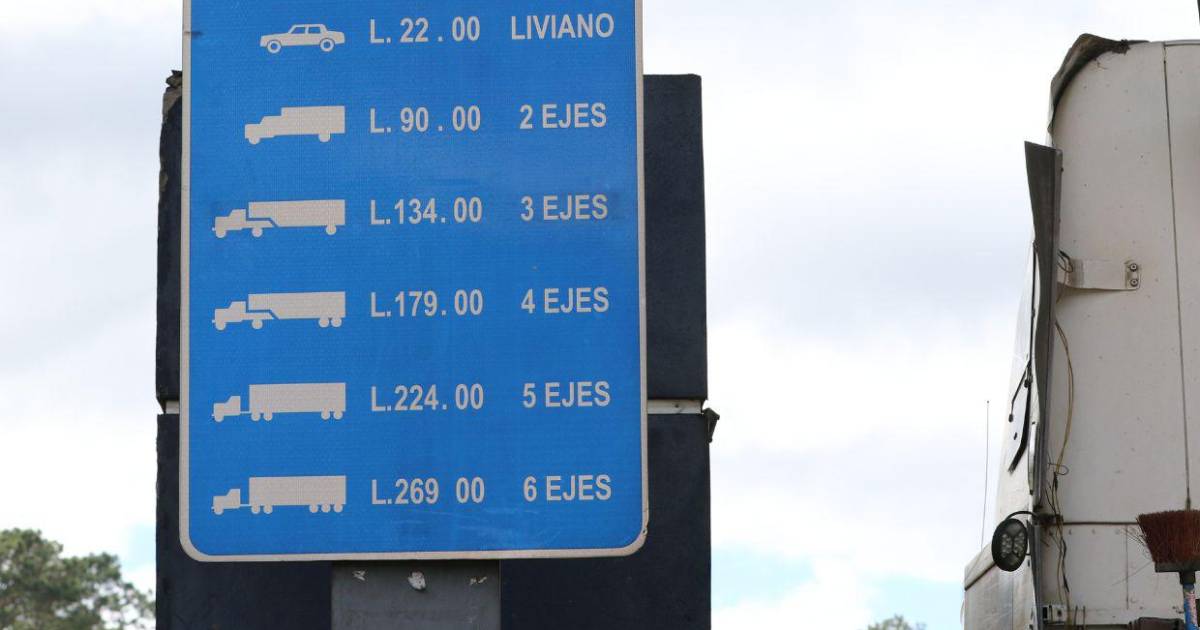 L. 22 . 00 LIVIANO
L. 90 . 00 2 EJES
L.134. 00 3 EJES
L.179. 00 4 EJES
L.224. 00 5 EJES
L.269 00 6 EJES